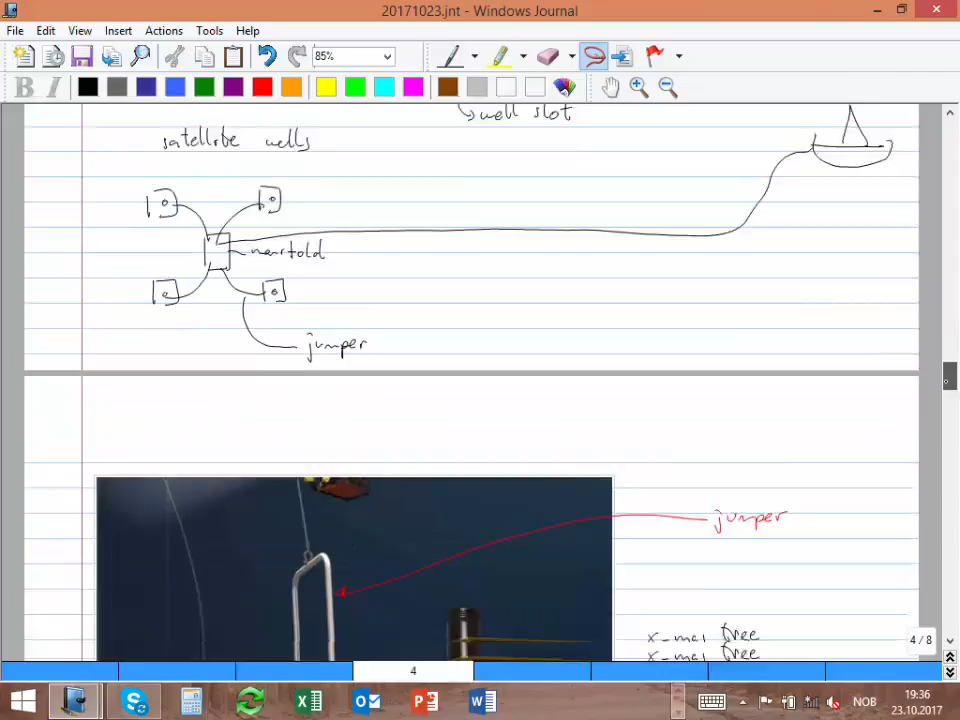 20171023.jnt - Windows Journal
File Edit View Insert Actions Tools Help
85%
B I
well slot
satellite wells
manifold
jumper
jumper
x-mas tree
x-mas tree
4 / 8
4
NOB
19:36
23.10.2017